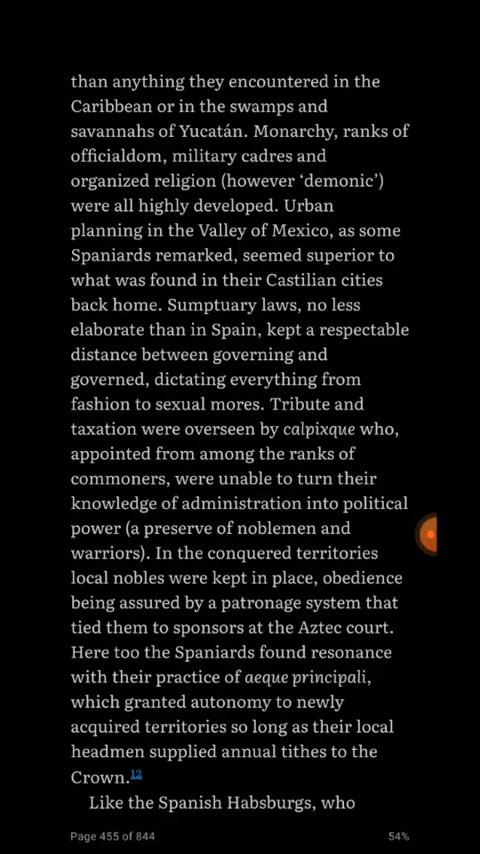 than anything they encountered in the
Caribbean or in the swamps and
savannahs of Yucatán. Monarchy, ranks of
officialdom, military cadres and
organized religion (however ‘demonic’)
were all highly developed. Urban
planning in the Valley of Mexico, as some
Spaniards remarked, seemed superior to
what was found in their Castilian cities
back home. Sumptuary laws, no less
elaborate than in Spain, kept a respectable
distance between governing and
governed, dictating everything from
fashion to sexual mores. Tribute and
taxation were overseen by calpixque who,
appointed from among the ranks of
commoners, were unable to turn their
knowledge of administration into political
power (a preserve of noblemen and
warriors). In the conquered territories
local nobles were kept in place, obedience
being assured by a patronage system that
tied them to sponsors at the Aztec court.
Here too the Spaniards found resonance
with their practice of aeque principali,
which granted autonomy to newly
acquired territories so long as their local
headmen supplied annual tithes to the
Crown.12
Like the Spanish Habsburgs, who
Page 455 of 844 54%